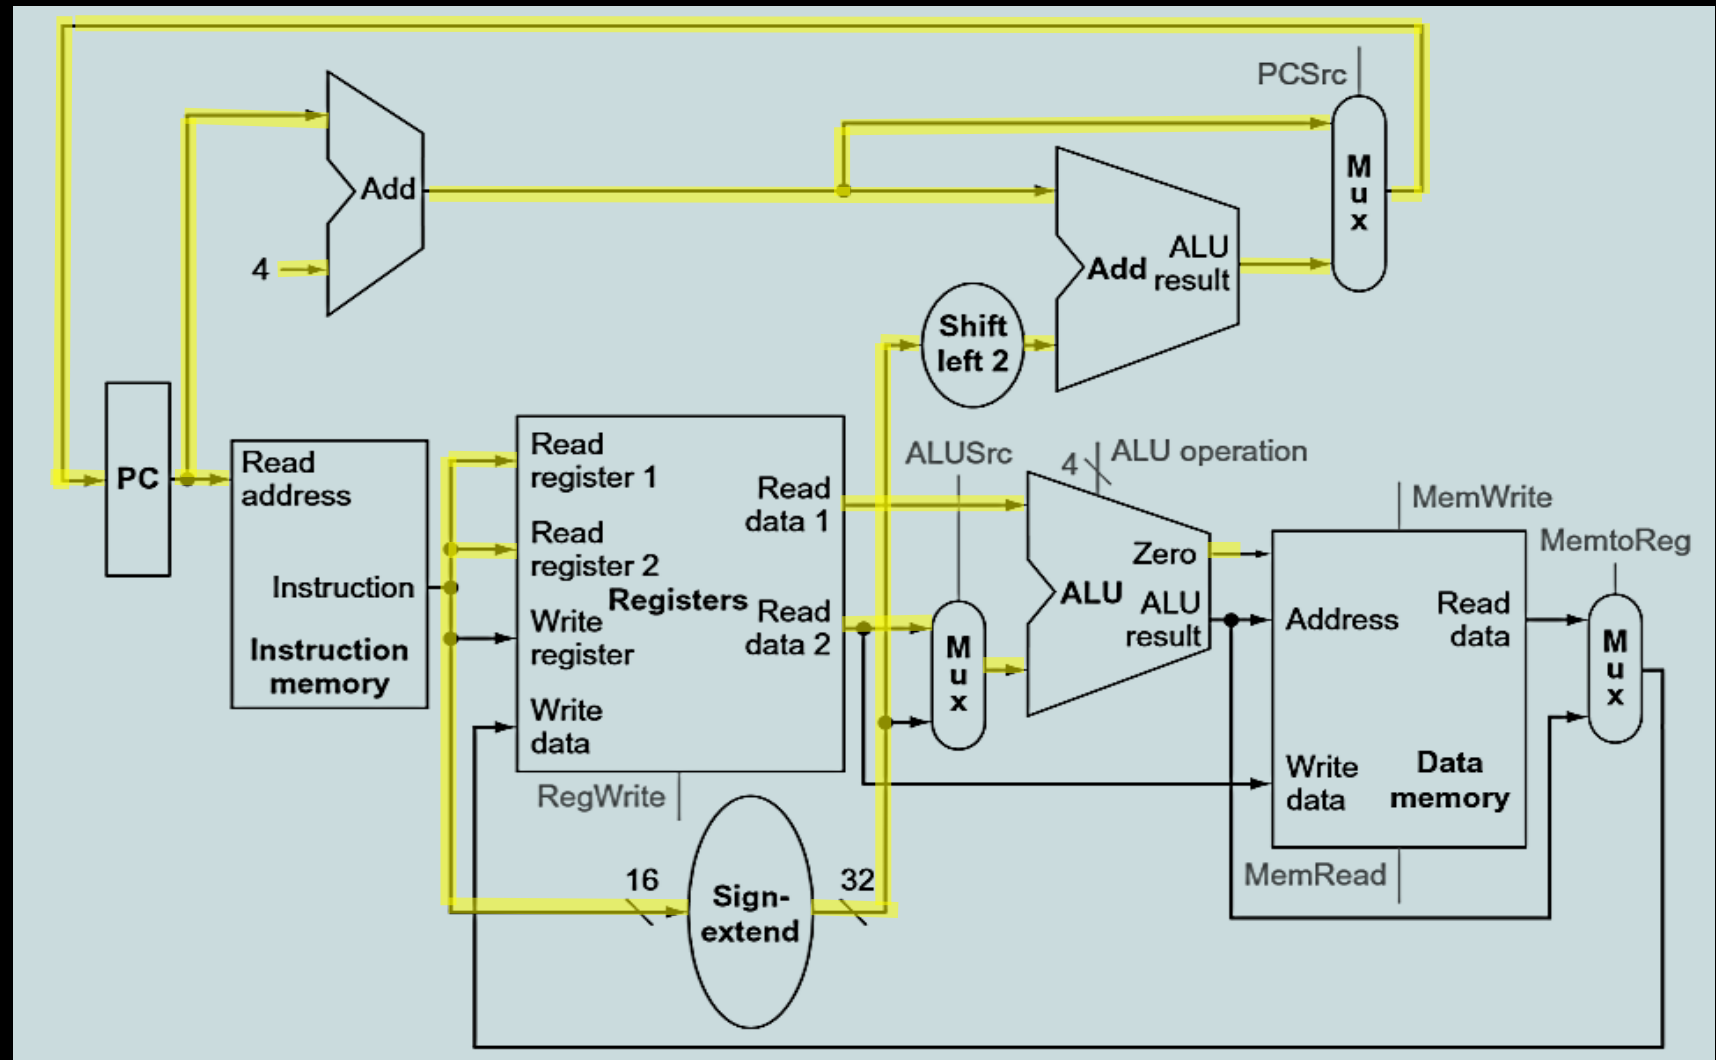 PCSrc
Add
4
M
u
x
ALU
Add result
Shift
left 2
PC
Read
address
Instruction
Instruction
memory
Read
register 1
Read
register 2
Write
register
Write
data
Registers
Read
data 1
Read
data 2
RegWrite
ALUSrc
M
u
x
4
ALU operation
Zero
ALU
ALU
result
MemWrite
Address
Read
data
Write
data
Data
memory
MemRead
MemtoReg
M
u
x
16
Sign-
extend
32